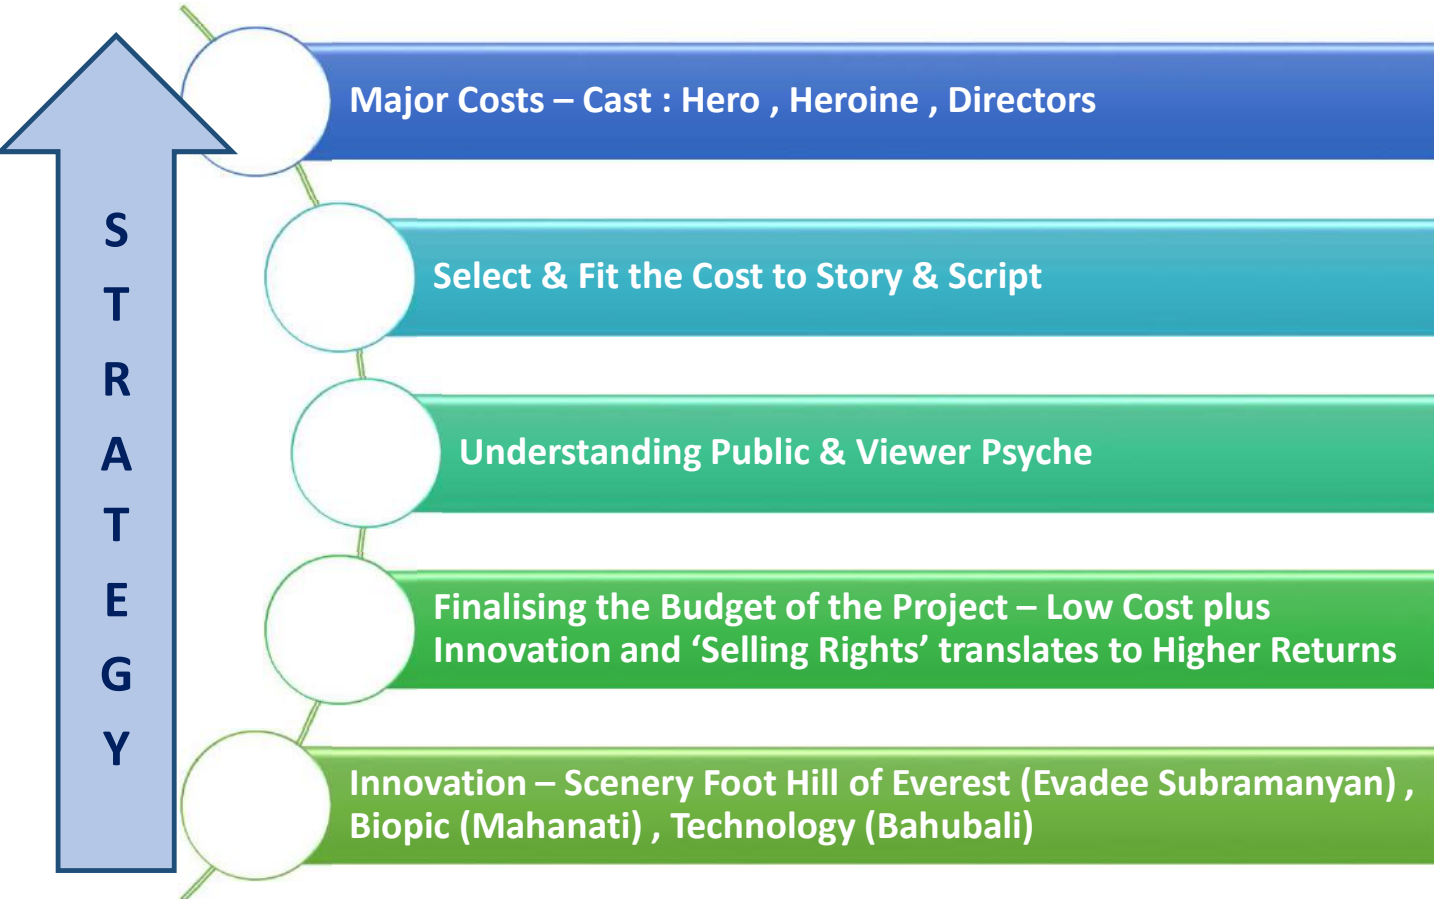 S
T
R
A
T
E
G
Y
Major Costs – Cast : Hero , Heroine , Directors
Select & Fit the Cost to Story & Script
Understanding Public & Viewer Psyche
Finalising the Budget of the Project – Low Cost plus
Innovation and ‘Selling Rights’ translates to Higher Returns
Innovation – Scenery Foot Hill of Everest (Evadee Subramanyan) ,
Biopic (Mahanati) , Technology (Bahubali)